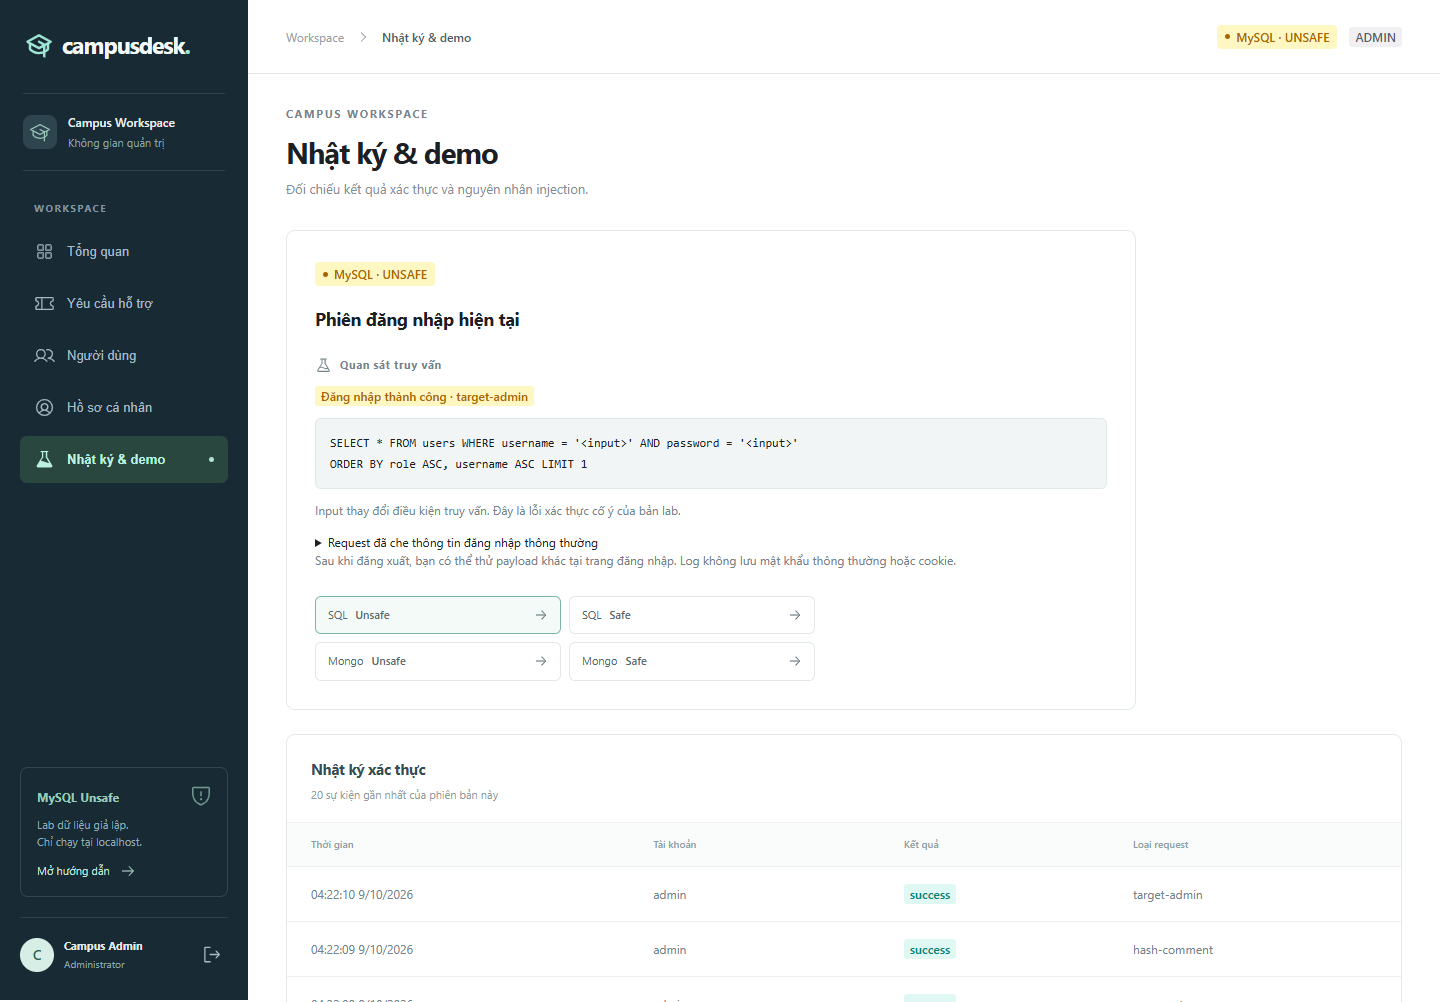 campusdesk.
Campus Workspace
Không gian quản trị
WORKSPACE
Tổng quan
Yêu cầu hỗ trợ
Người dùng
Hồ sơ cá nhân
Nhật ký & demo
MySQL Unsafe
Lab dữ liệu giả lập.
Chỉ chạy tại localhost.
Mở hướng dẫn
C
Campus Admin
Administrator
Workspace
Nhật ký & demo
MySQL · UNSAFE
ADMIN
CAMPUS WORKSPACE
Nhật ký & demo
Đối chiếu kết quả xác thực và nguyên nhân injection.
MySQL · UNSAFE
Phiên đăng nhập hiện tại
Quan sát truy vấn
Đăng nhập thành công · target-admin
SELECT * FROM users WHERE username = '<input>' AND password = '<input>'
ORDER BY role ASC, username ASC LIMIT 1
Input thay đổi điều kiện truy vấn. Đây là lỗi xác thực cố ý của bản lab.
Request đã che thông tin đăng nhập thông thường
Sau khi đăng xuất, bạn có thể thử payload khác tại trang đăng nhập. Log không lưu mật khẩu thông thường hoặc cookie.
SQL Unsafe
SQL Safe
Mongo Unsafe
Mongo Safe
Nhật ký xác thực
20 sự kiện gần nhất của phiên bản này
Thời gian Tài khoản Kết quả Loại request
04:22:10 9/10/2026 admin success target-admin
04:22:09 9/10/2026 admin success hash-comment